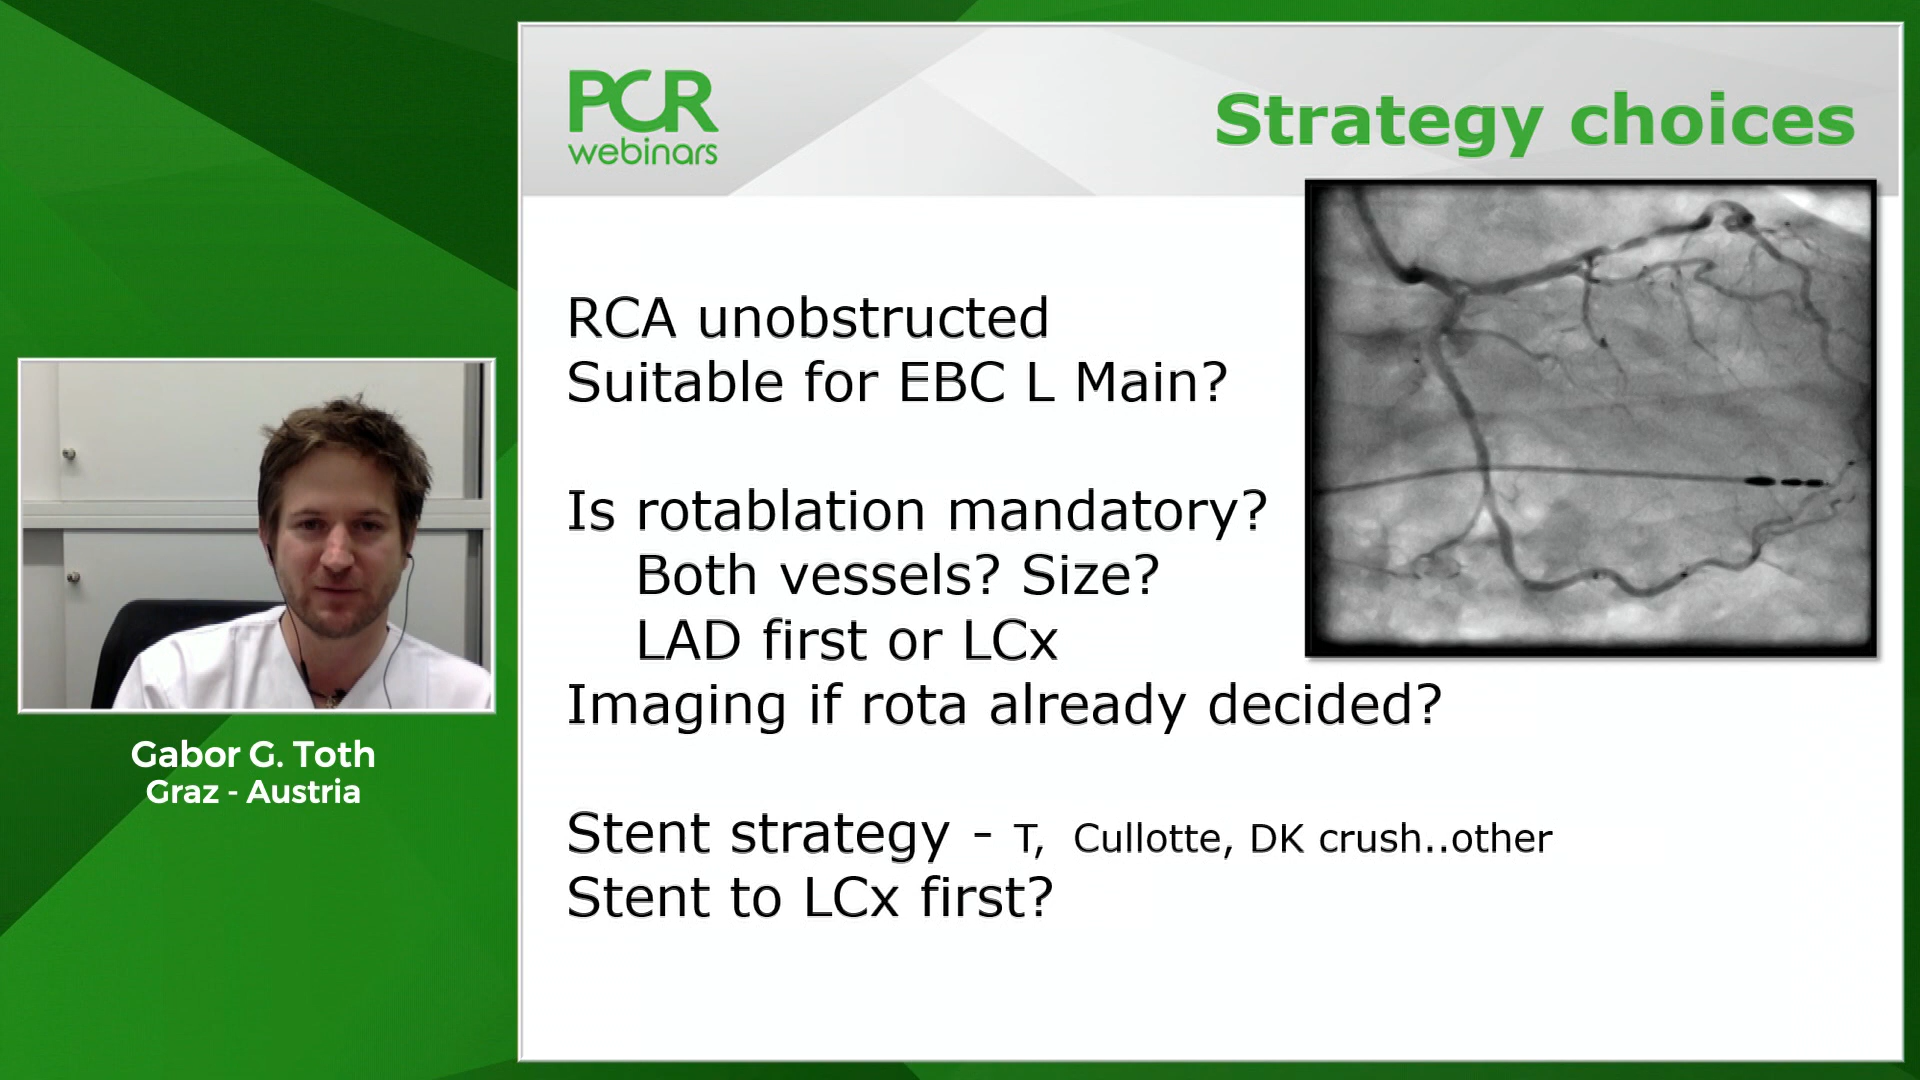 PCR
webinars
Strategy choices
RCA unobstructed
Suitable for EBC L Main?
Is rotablation mandatory?
Both vessels? Size?
LAD first or LCx
Imaging if rota already decided?
Stent strategy - T, Cullotte, DK crush..other
Stent to LCx first?
Gabor G. Toth
Graz - Austria